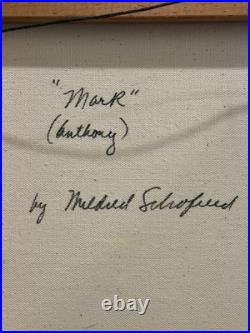 "Mark"
(Anthony)
by Mildred Schofield